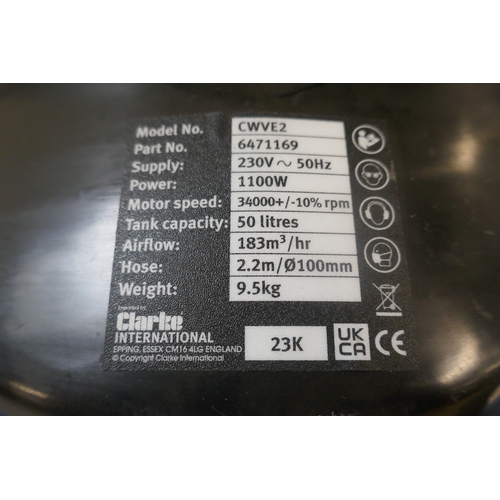 Model No. CWVE2
Part No. 6471169
Supply: 230V ~ 50Hz
Power: 1100W
Motor speed: 34000+/-10% rpm
Tank capacity: 50 litres
Airflow: 183m³/hr
Hose: 2.2m/Ø100mm
Weight: 9.5kg
Imported by
Clarke
INTERNATIONAL
EPPING, ESSEX CM16 4LG ENGLAND
© Copyright Clarke International
23K
UK
CA
CE